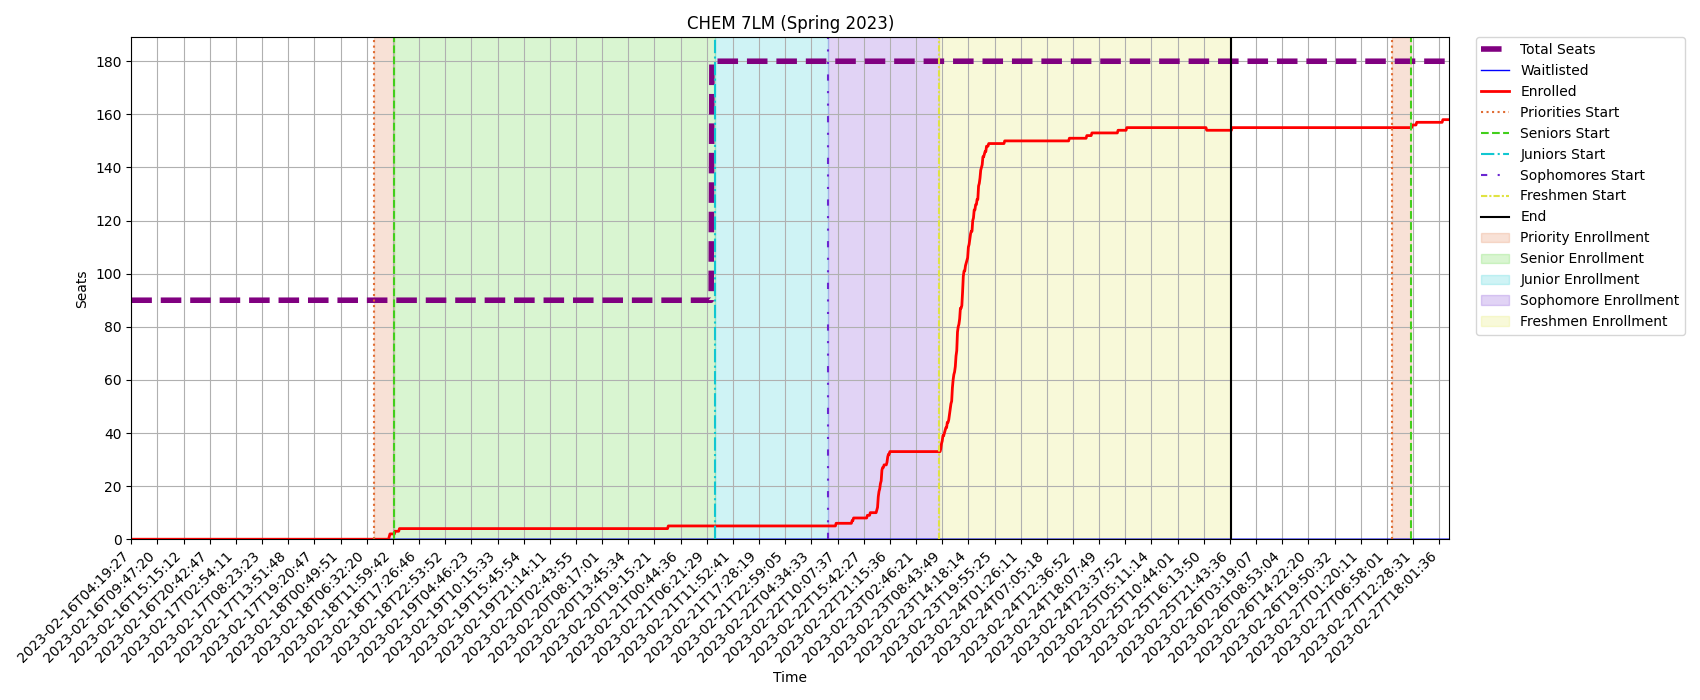 CHEM 7LM (Spring 2023)
Seats
180
160
140
120
100
80
60
40
20
0
2023-02-16T04:19:27
2023-02-16T09:47:20
2023-02-16T15:15:12
2023-02-16T20:42:47
2023-02-17T02:54:11
2023-02-17T08:23:23
2023-02-17T13:51:48
2023-02-17T19:20:47
2023-02-18T00:49:51
2023-02-18T06:32:20
2023-02-18T11:59:42
2023-02-18T17:26:46
2023-02-18T22:53:52
2023-02-19T04:46:23
2023-02-19T10:15:33
2023-02-19T15:45:54
2023-02-19T21:14:11
2023-02-20T02:43:55
2023-02-20T08:17:01
2023-02-20T13:45:34
2023-02-20T19:15:21
2023-02-21T00:44:36
2023-02-21T06:21:29
2023-02-21T11:52:41
2023-02-21T17:28:19
2023-02-21T22:59:05
2023-02-22T04:34:33
2023-02-22T10:07:37
2023-02-22T15:42:27
2023-02-22T21:15:36
2023-02-23T02:46:21
2023-02-23T08:43:49
2023-02-23T14:18:14
2023-02-23T19:55:25
2023-02-24T01:26:11
2023-02-24T07:05:18
2023-02-24T12:36:52
2023-02-24T18:07:49
2023-02-24T23:37:52
2023-02-25T05:11:14
2023-02-25T10:44:01
2023-02-25T16:13:50
2023-02-25T21:43:36
2023-02-26T03:19:07
2023-02-26T08:53:04
2023-02-26T14:22:20
2023-02-26T19:50:32
2023-02-27T01:20:11
2023-02-27T06:58:01
2023-02-27T12:28:31
2023-02-27T18:01:36
Time
Total Seats
Waitlisted
Enrolled
Priorities Start
Seniors Start
Juniors Start
Sophomores Start
Freshmen Start
End
Priority Enrollment
Senior Enrollment
Junior Enrollment
Sophomore Enrollment
Freshmen Enrollment